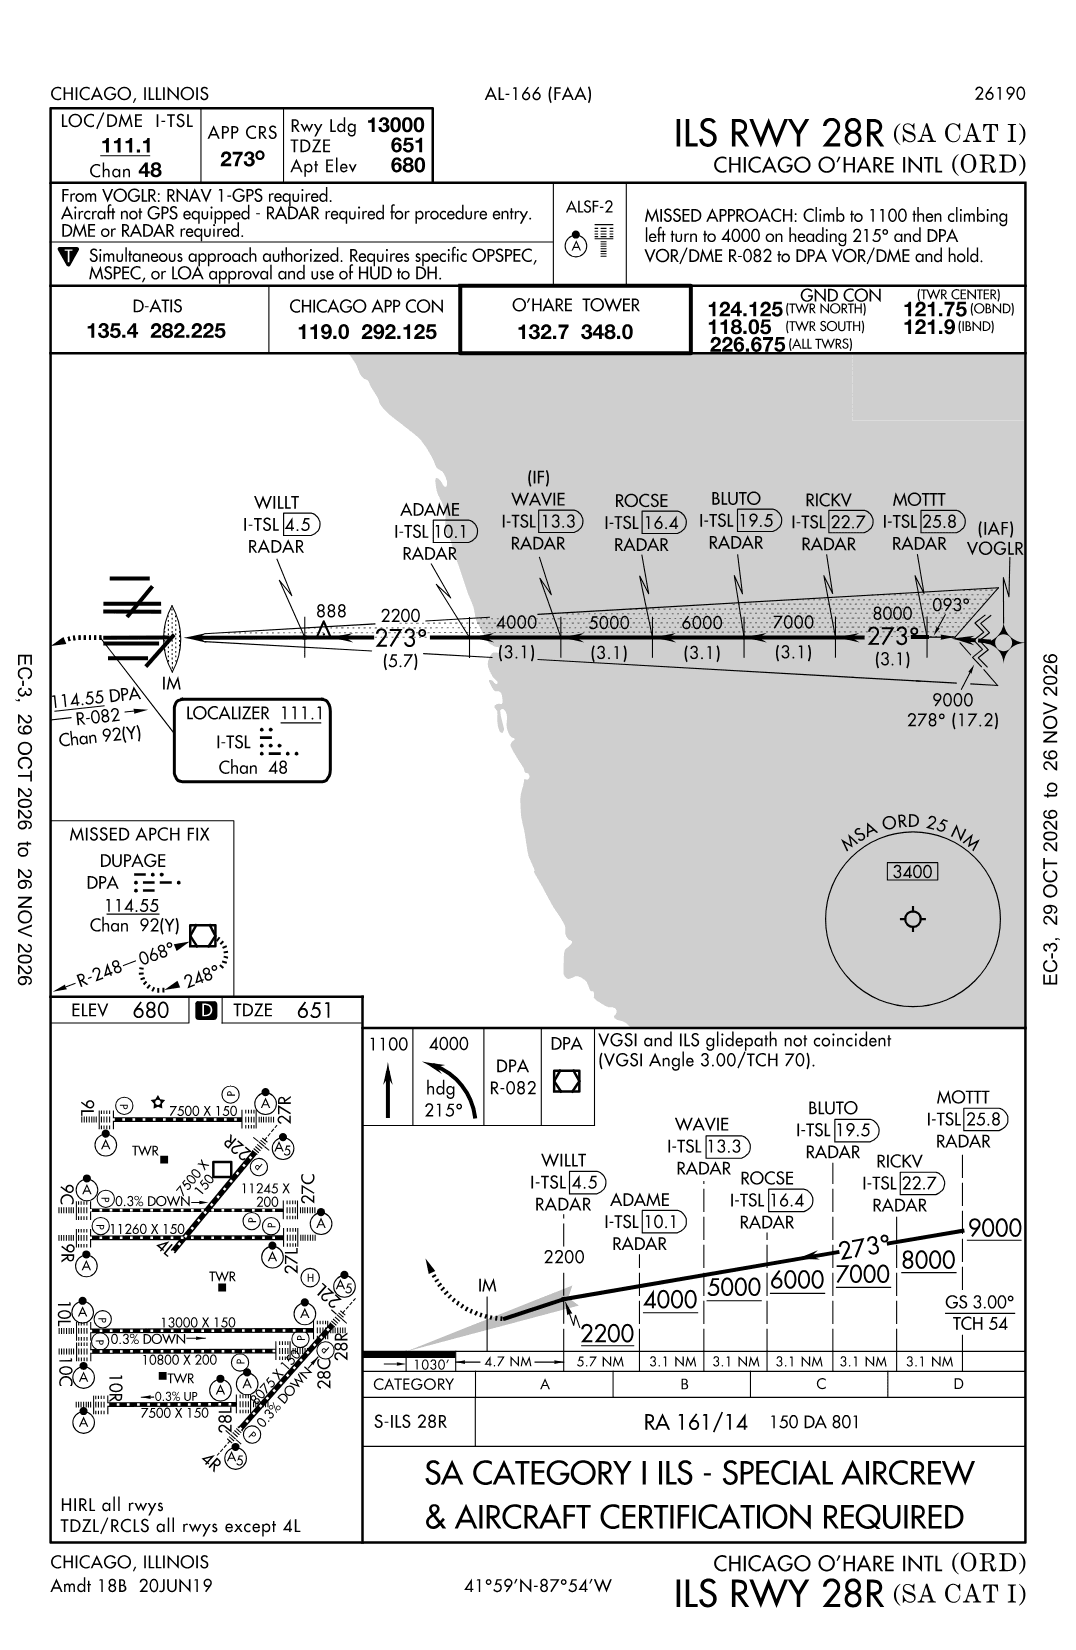 CHICAGO, ILLINOIS
AL-166 (FAA)
26190
LOC/DME I-TSL
111.1
Chan 48
APP CRS
273°
Rwy Ldg 13000
TDZE 651
Apt Elev 680
ILS RWY 28R (SA CAT I)
CHICAGO O'HARE INTL (ORD)
From VOGLR: RNAV 1-GPS required.
Aircraft not GPS equipped - RADAR required for procedure entry.
DME or RADAR required.
T
Simultaneous approach authorized. Requires specific OPSPEC,
MSPEC, or LOA approval and use of HUD to DH.
ALSF-2
A
MISSED APPROACH: Climb to 1100 then climbing
left turn to 4000 on heading 215° and DPA
VOR/DME R-082 to DPA VOR/DME and hold.
D-ATIS
135.4 282.225
CHICAGO APP CON
119.0 292.125
O'HARE TOWER
132.7 348.0
GND CON
124.125 (TWR NORTH)
118.05 (TWR SOUTH)
226.675 (ALL TWRS)
(TWR CENTER)
121.75 (OBND)
121.9 (IBND)
WILLT
I-TSL 4.5
RADAR
ADAME
I-TSL 10.1
RADAR
(IF)
WAVIE
I-TSL 13.3
RADAR
ROCSE
I-TSL 16.4
RADAR
BLUTO
I-TSL 19.5
RADAR
RICKV
I-TSL 22.7
RADAR
MOTTT
I-TSL 25.8
RADAR
(IAF)
VOGLR
888
2200
273°
(5.7)
4000
(3.1)
5000
(3.1)
6000
(3.1)
7000
(3.1)
8000
273°
(3.1)
093°
9000
278° (17.2)
IM
114.55 DPA
R-082
Chan 92(Y)
LOCALIZER 111.1
I-TSL
Chan 48
MISSED APCH FIX
DUPAGE
DPA
114.55
Chan 92(Y)
R-248
068°
248°
MSA ORD 25 NM
3400
EC-3, 29 OCT 2026 to 26 NOV 2026
EC-3, 29 OCT 2026 to 26 NOV 2026
ELEV 680
D
TDZE 651
9L
P
7500 X 150
P
A
27R
A
TWR
22R
A5
P
7500 X
150
9C
A
P
0.3% DOWN
11245 X
200
27C
A
9R
P
11260 X 150
P
P
4L
A
A
27L
TWR
H
22L
A5
10L
A
13000 X 150
A
P
0.3% DOWN
P
28R
10C
A
10800 X 200
P
P
28C
TWR
10R
0.3% UP
7500 X 150
A
A
A
28L
8075 X 150
0.3% DOWN
P
4R
A5
HIRL all rwys
TDZL/RCLS all rwys except 4L
1100
4000
hdg
215°
DPA
R-082
DPA
VGSI and ILS glidepath not coincident
(VGSI Angle 3.00/TCH 70).
WILLT
I-TSL 4.5
RADAR
ADAME
I-TSL 10.1
RADAR
WAVIE
I-TSL 13.3
RADAR
ROCSE
I-TSL 16.4
RADAR
BLUTO
I-TSL 19.5
RADAR
RICKV
I-TSL 22.7
RADAR
MOTTT
I-TSL 25.8
RADAR
2200
IM
2200
4000
5000
6000
273°
7000
8000
9000
GS 3.00°
TCH 54
1030'
4.7 NM
5.7 NM
3.1 NM
3.1 NM
3.1 NM
3.1 NM
3.1 NM
CATEGORY
A
B
C
D
S-ILS 28R
RA 161/14 150 DA 801
SA CATEGORY I ILS - SPECIAL AIRCREW
& AIRCRAFT CERTIFICATION REQUIRED
CHICAGO, ILLINOIS
Amdt 18B 20JUN19
41°59'N-87°54'W
CHICAGO O'HARE INTL (ORD)
ILS RWY 28R (SA CAT I)